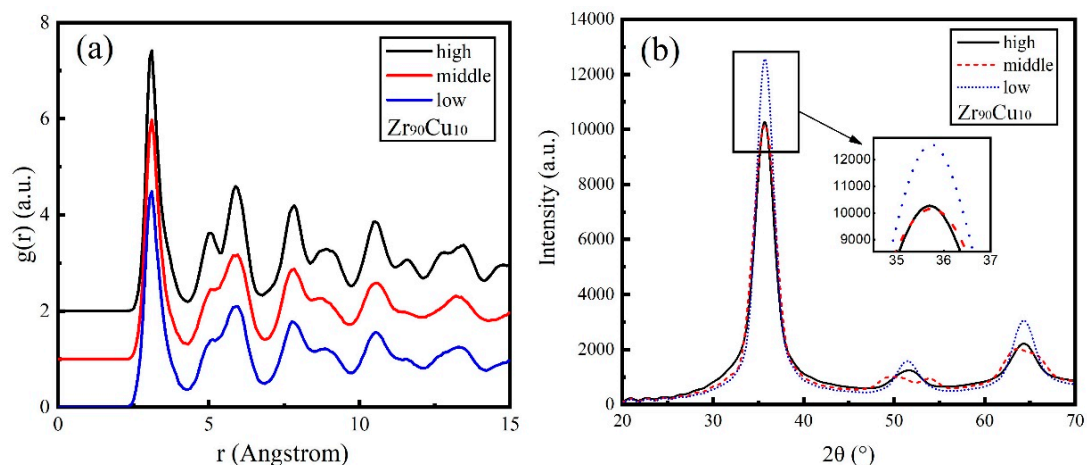 (a)
high
middle
low
Zr₉₀Cu₁₀
g(r) (a.u.)
8
6
4
2
0
0 5 10 15
r (Angstrom)
(b)
high
middle
low
Zr₉₀Cu₁₀
Intensity (a.u.)
14000
12000
10000
8000
6000
4000
2000
0
12000
11000
10000
9000
35 36 37
20 30 40 50 60 70
2θ (°)